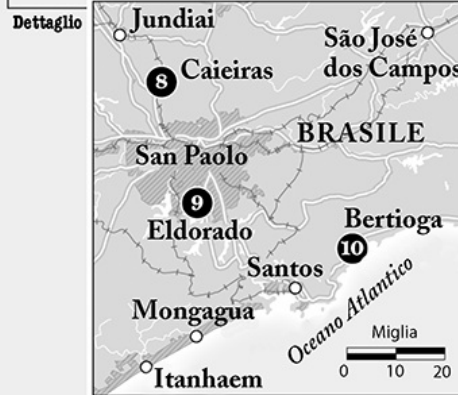 Dettaglio
Jundiai
São José
dos Campos
8
Caieiras
BRASILE
San Paolo
9
Eldorado
Bertioga
10
Santos
Oceano Atlantico
Mongagua
Miglia
0 10 20
Itanhaem